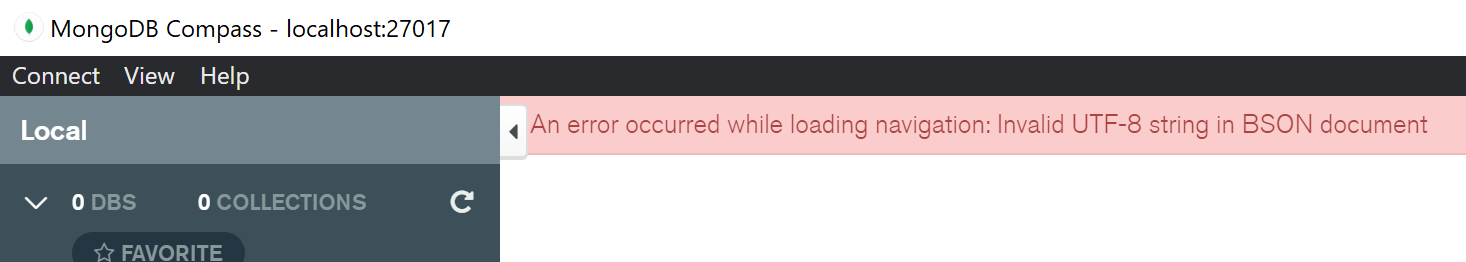 MongoDB Compass - localhost:27017
Connect View Help
Local
An error occurred while loading navigation: Invalid UTF-8 string in BSON document
0 DBS 0 COLLECTIONS
FAVORITE